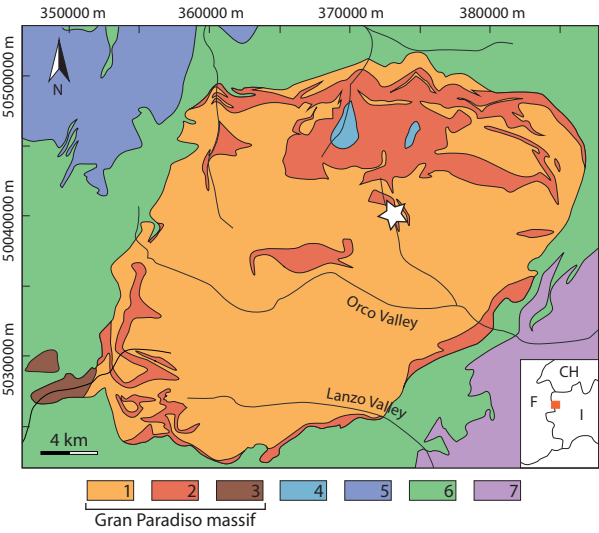 350000 m 360000 m 370000 m 380000 m
5050000 m
5040000 m
5030000 m
N
Orco Valley
Lanzo Valley
4 km
CH
F
I
1 2 3 4 5 6 7
Gran Paradiso massif